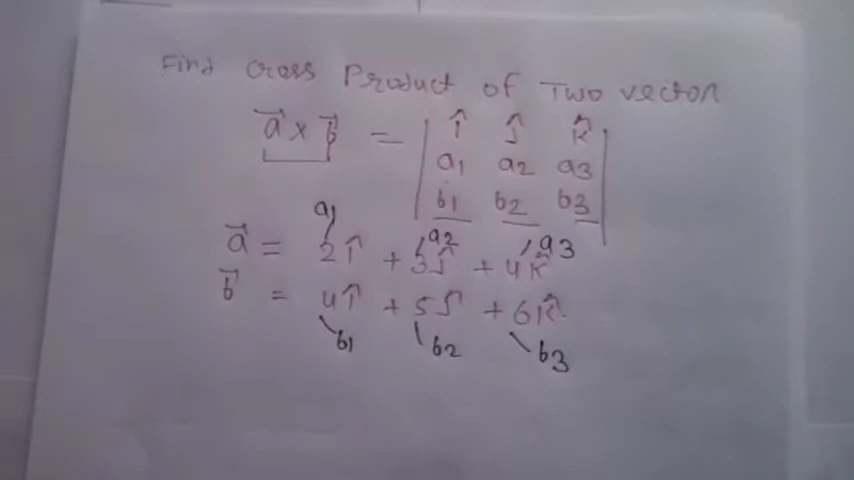 Find Cross Product of Two vector
a⃗ × b⃗ = | î ĵ k̂ |
a1 a2 a3
b1 b2 b3
a1
a⃗ = 2î + 3ĵ + 4k̂
a2 a3
b⃗ = 4î + 5ĵ + 6k̂
b1 b2 b3